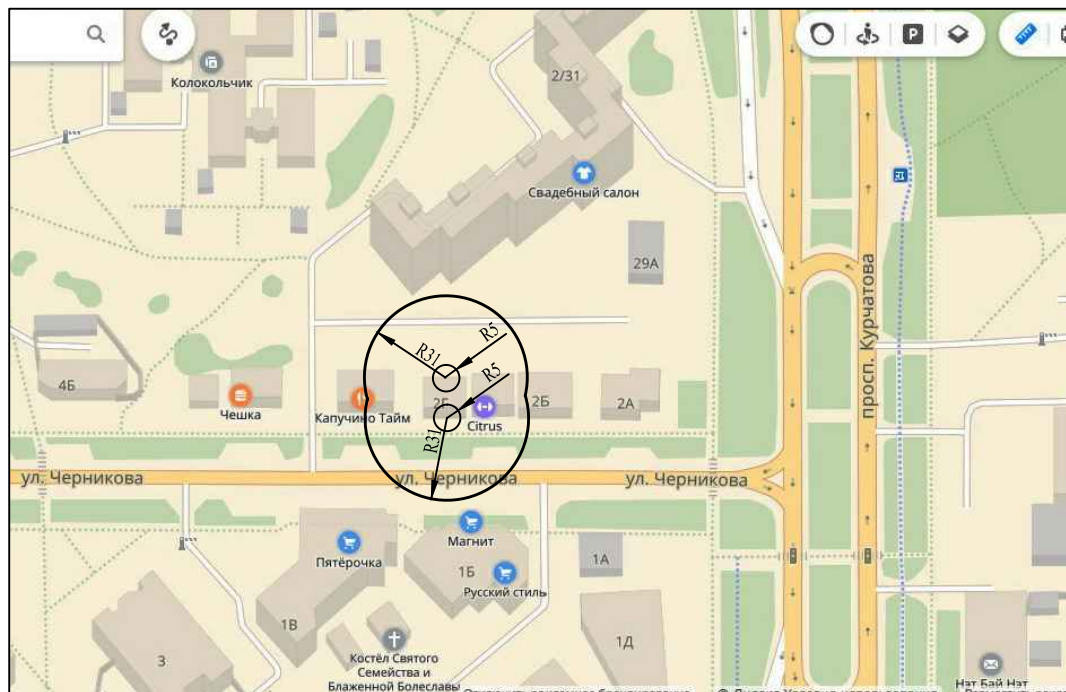 P
Колокольчик
2/31
Свадебный салон
29А
просп. Курчатова
R31
R5
R5
4Б
Чешка
Капучино Тайм
2Б
2А
Citrus
R31
ул. Черникова
ул. Черникова
ул. Черникова
Магнит
Пятёрочка
1Б
1А
Русский стиль
1В
1Д
3
Костёл Святого
Семейства и
Блаженной Болеславы
Нэт Бай Нэт